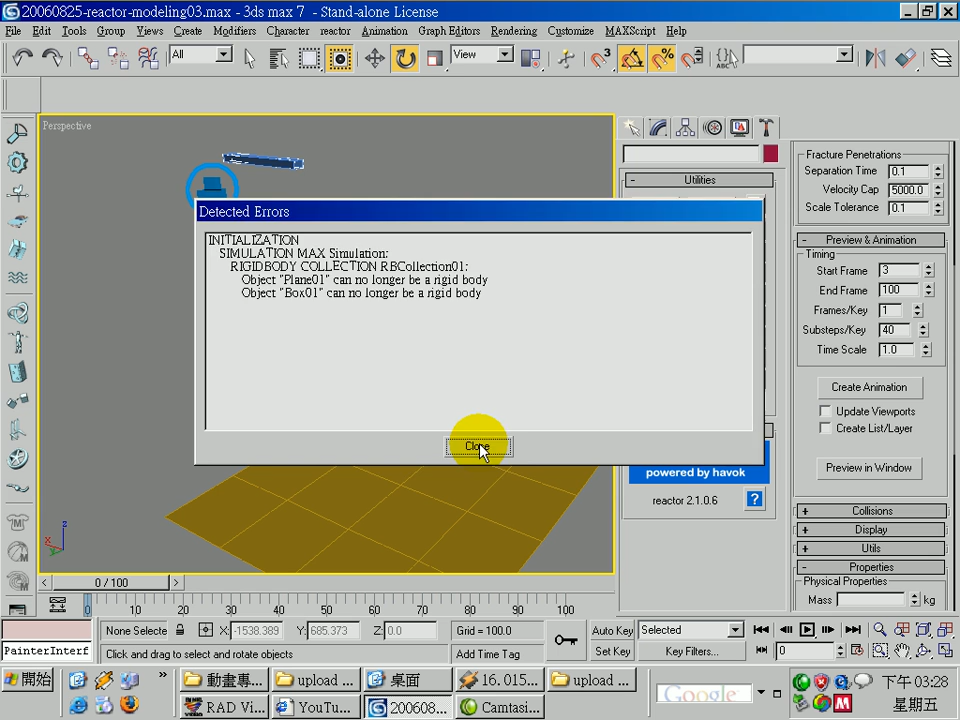 20060825-reactor-modeling03.max - 3ds max 7 - Stand-alone License
File Edit Tools Group Views Create Modifiers Character reactor Animation Graph Editors Rendering Customize MAXScript Help
All
View
ABC
Perspective
Utilities
Fracture Penetrations
Separation Time 0.1
Velocity Cap 5000.0
Scale Tolerance 0.1
Detected Errors
INITIALIZATION
SIMULATION MAX Simulation:
RIGIDBODY COLLECTION RBCollection01:
Object "Plane01" can no longer be a rigid body
Object "Box01" can no longer be a rigid body
Close
- Preview & Animation
Timing
Start Frame 3
End Frame 100
Frames/Key 1
Substeps/Key 40
Time Scale 1.0
Create Animation
Update Viewports
Create List/Layer
Preview in Window
powered by havok
reactor 2.1.0.6 ?
+ Collisions
+ Display
+ Utils
- Properties
Physical Properties
Mass kg
z
x
y
< 0 / 100 >
0 10 20 30 40 50 60 70 80 90 100
None Selecte X: -1538.389 Y: 685.373 Z: 0.0 Grid = 100.0 Auto Key Selected
PainterInterf Click and drag to select and rotate objects Add Time Tag Set Key Key Filters... 0
開始 動畫專... upload ... 桌面 16.015... upload ...
RAD Vi... YouTu... 200608... Camtasi...
Google
下午 03:28
星期五